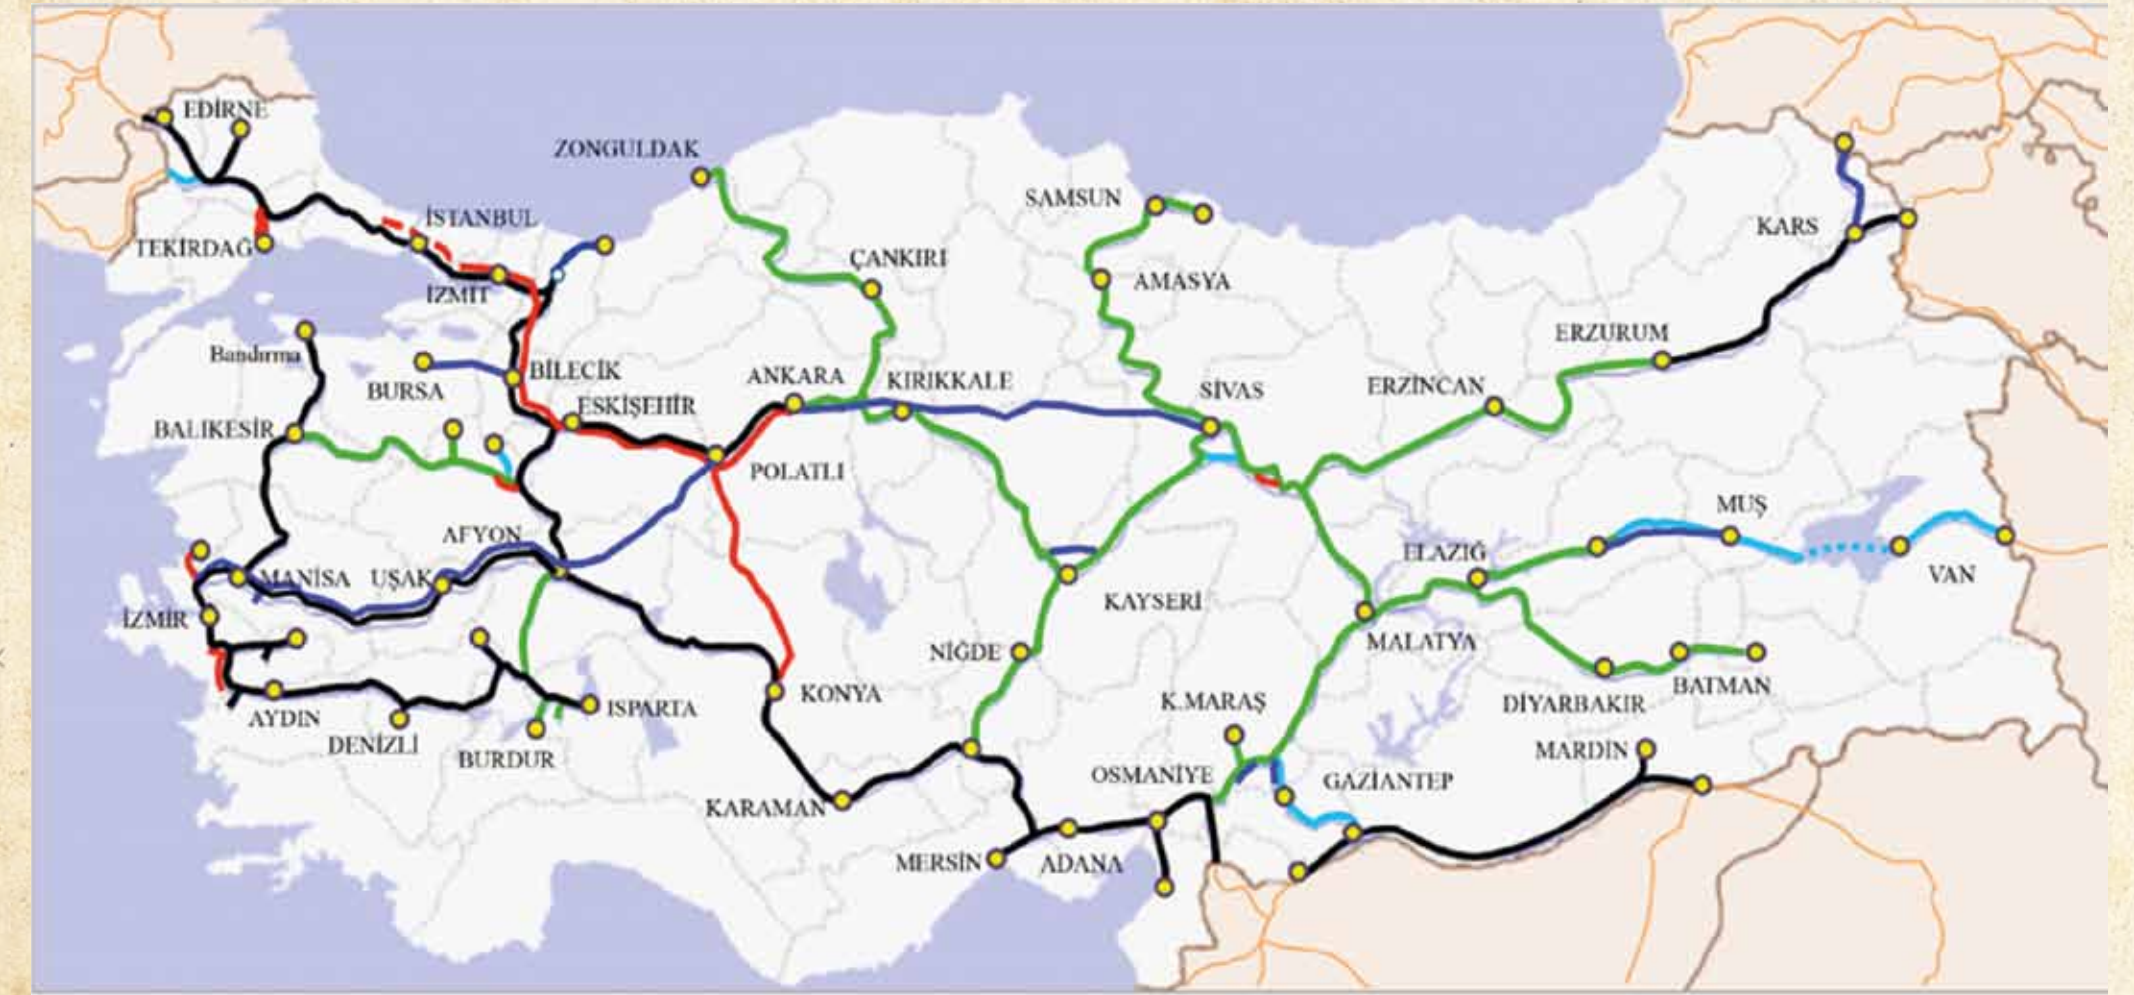 EDİRNE
ZONGULDAK
SAMSUN
İSTANBUL
KARS
TEKİRDAĞ
ÇANKIRI
AMASYA
İZMİT
ERZURUM
Bandırma
BİLECİK
ANKARA
KIRIKKALE
BURSA
SİVAS
ERZİNCAN
ESKİŞEHİR
BALIKESİR
POLATLI
MUŞ
AFYON
ELAZIĞ
MANİSA
UŞAK
VAN
KAYSERİ
İZMİR
MALATYA
NİĞDE
BATMAN
KONYA
K.MARAŞ
DİYARBAKIR
ISPARTA
AYDIN
DENİZLİ
MARDİN
BURDUR
OSMANİYE
GAZİANTEP
KARAMAN
MERSİN
ADANA